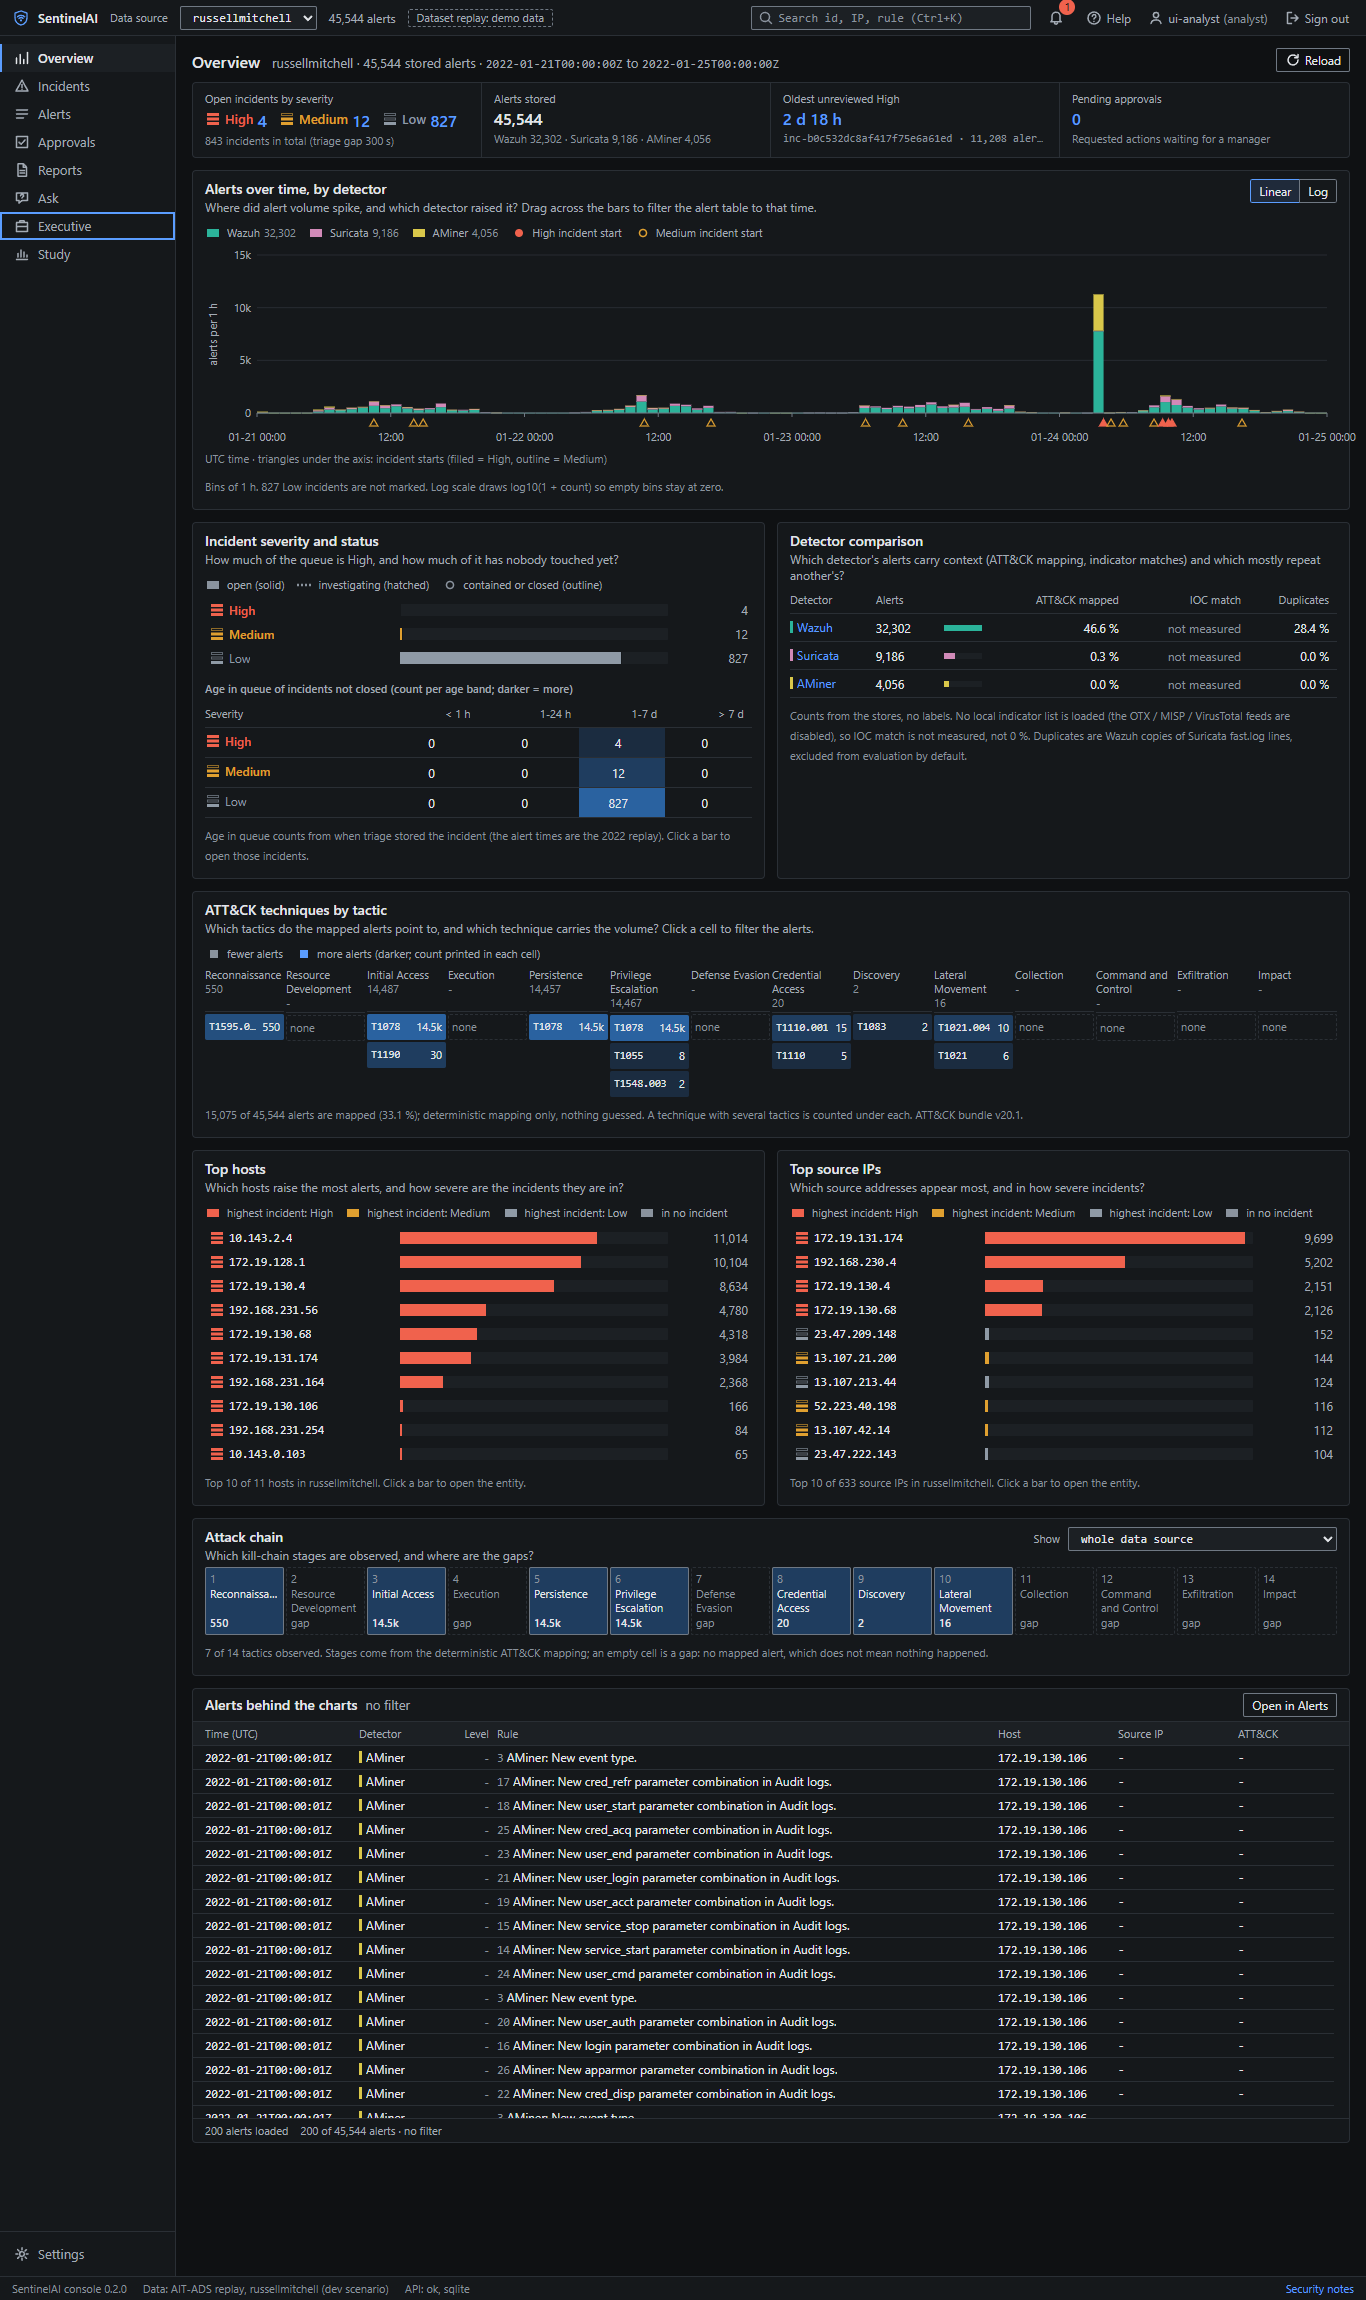 SentinelAI Data source russellmitchell 45,544 alerts Dataset replay: demo data Search id, IP, rule (Ctrl+K) 1 Help ui-analyst (analyst) Sign out
Overview
Incidents
Alerts
Approvals
Reports
Ask
Executive
Study
Overview russellmitchell · 45,544 stored alerts · 2022-01-21T00:00:00Z to 2022-01-25T00:00:00Z Reload
Open incidents by severity
High 4 Medium 12 Low 827
843 incidents in total (triage gap 300 s)
Alerts stored
45,544
Wazuh 32,302 · Suricata 9,186 · AMiner 4,056
Oldest unreviewed High
2 d 18 h
inc-b0c532dc8af417f75e6a61ed · 11,208 aler…
Pending approvals
0
Requested actions waiting for a manager
Alerts over time, by detector Linear Log
Where did alert volume spike, and which detector raised it? Drag across the bars to filter the alert table to that time.
Wazuh 32,302 Suricata 9,186 AMiner 4,056 High incident start Medium incident start
15k
10k
5k
0
alerts per 1 h
01-21 00:00 12:00 01-22 00:00 12:00 01-23 00:00 12:00 01-24 00:00 12:00 01-25 00:00
UTC time · triangles under the axis: incident starts (filled = High, outline = Medium)
Bins of 1 h. 827 Low incidents are not marked. Log scale draws log10(1 + count) so empty bins stay at zero.
Incident severity and status
How much of the queue is High, and how much of it has nobody touched yet?
open (solid) investigating (hatched) contained or closed (outline)
High 4
Medium 12
Low 827
Age in queue of incidents not closed (count per age band; darker = more)
Severity < 1 h 1-24 h 1-7 d > 7 d
High 0 0 4 0
Medium 0 0 12 0
Low 0 0 827 0
Age in queue counts from when triage stored the incident (the alert times are the 2022 replay). Click a bar to
open those incidents.
Detector comparison
Which detector's alerts carry context (ATT&CK mapping, indicator matches) and which mostly repeat
another's?
Detector Alerts ATT&CK mapped IOC match Duplicates
Wazuh 32,302 46.6 % not measured 28.4 %
Suricata 9,186 0.3 % not measured 0.0 %
AMiner 4,056 0.0 % not measured 0.0 %
Counts from the stores, no labels. No local indicator list is loaded (the OTX / MISP / VirusTotal feeds are
disabled), so IOC match is not measured, not 0 %. Duplicates are Wazuh copies of Suricata fast.log lines,
excluded from evaluation by default.
ATT&CK techniques by tactic
Which tactics do the mapped alerts point to, and which technique carries the volume? Click a cell to filter the alerts.
fewer alerts more alerts (darker; count printed in each cell)
Reconnaissance Resource Initial Access Execution Persistence Privilege Defense Evasion Credential Discovery Lateral Collection Command and Exfiltration Impact
550 Development 14,487 - 14,457 Escalation - Access 2 Movement - Control - -
- 14,467 20 16 -
T1595.0… 550 none T1078 14.5k none T1078 14.5k T1078 14.5k none T1110.001 15 T1083 2 T1021.004 10 none none none none
T1190 30 T1055 8 T1110 5 T1021 6
T1548.003 2
15,075 of 45,544 alerts are mapped (33.1 %); deterministic mapping only, nothing guessed. A technique with several tactics is counted under each. ATT&CK bundle v20.1.
Top hosts
Which hosts raise the most alerts, and how severe are the incidents they are in?
highest incident: High highest incident: Medium highest incident: Low in no incident
10.143.2.4 11,014
172.19.128.1 10,104
172.19.130.4 8,634
192.168.231.56 4,780
172.19.130.68 4,318
172.19.131.174 3,984
192.168.231.164 2,368
172.19.130.106 166
192.168.231.254 84
10.143.0.103 65
Top 10 of 11 hosts in russellmitchell. Click a bar to open the entity.
Top source IPs
Which source addresses appear most, and in how severe incidents?
highest incident: High highest incident: Medium highest incident: Low in no incident
172.19.131.174 9,699
192.168.230.4 5,202
172.19.130.4 2,151
172.19.130.68 2,126
23.47.209.148 152
13.107.21.200 144
13.107.213.44 124
52.223.40.198 116
13.107.42.14 112
23.47.222.143 104
Top 10 of 633 source IPs in russellmitchell. Click a bar to open the entity.
Attack chain Show whole data source
Which kill-chain stages are observed, and where are the gaps?
1 2 3 4 5 6 7 8 9 10 11 12 13 14
Reconnaissa… Resource Initial Access Execution Persistence Privilege Defense Credential Discovery Lateral Collection Command Exfiltration Impact
Development Escalation Evasion Access Movement and Control
550 gap 14.5k gap 14.5k 14.5k gap 20 2 16 gap gap gap gap
7 of 14 tactics observed. Stages come from the deterministic ATT&CK mapping; an empty cell is a gap: no mapped alert, which does not mean nothing happened.
Alerts behind the charts no filter Open in Alerts
Time (UTC) Detector Level Rule Host Source IP ATT&CK
2022-01-21T00:00:01Z AMiner - 3 AMiner: New event type. 172.19.130.106 - -
2022-01-21T00:00:01Z AMiner - 17 AMiner: New cred_refr parameter combination in Audit logs. 172.19.130.106 - -
2022-01-21T00:00:01Z AMiner - 18 AMiner: New user_start parameter combination in Audit logs. 172.19.130.106 - -
2022-01-21T00:00:01Z AMiner - 25 AMiner: New cred_acq parameter combination in Audit logs. 172.19.130.106 - -
2022-01-21T00:00:01Z AMiner - 23 AMiner: New user_end parameter combination in Audit logs. 172.19.130.106 - -
2022-01-21T00:00:01Z AMiner - 21 AMiner: New user_login parameter combination in Audit logs. 172.19.130.106 - -
2022-01-21T00:00:01Z AMiner - 19 AMiner: New user_acct parameter combination in Audit logs. 172.19.130.106 - -
2022-01-21T00:00:01Z AMiner - 15 AMiner: New service_stop parameter combination in Audit logs. 172.19.130.106 - -
2022-01-21T00:00:01Z AMiner - 14 AMiner: New service_start parameter combination in Audit logs. 172.19.130.106 - -
2022-01-21T00:00:01Z AMiner - 24 AMiner: New user_cmd parameter combination in Audit logs. 172.19.130.106 - -
2022-01-21T00:00:01Z AMiner - 3 AMiner: New event type. 172.19.130.106 - -
2022-01-21T00:00:01Z AMiner - 20 AMiner: New user_auth parameter combination in Audit logs. 172.19.130.106 - -
2022-01-21T00:00:01Z AMiner - 16 AMiner: New login parameter combination in Audit logs. 172.19.130.106 - -
2022-01-21T00:00:01Z AMiner - 26 AMiner: New apparmor parameter combination in Audit logs. 172.19.130.106 - -
2022-01-21T00:00:01Z AMiner - 22 AMiner: New cred_disp parameter combination in Audit logs. 172.19.130.106 - -
2022-01-21T00:00:01Z AMiner 3 AMiner: New event type. 172.19.130.106
200 alerts loaded 200 of 45,544 alerts · no filter
Settings
SentinelAI console 0.2.0 Data: AIT-ADS replay, russellmitchell (dev scenario) API: ok, sqlite Security notes